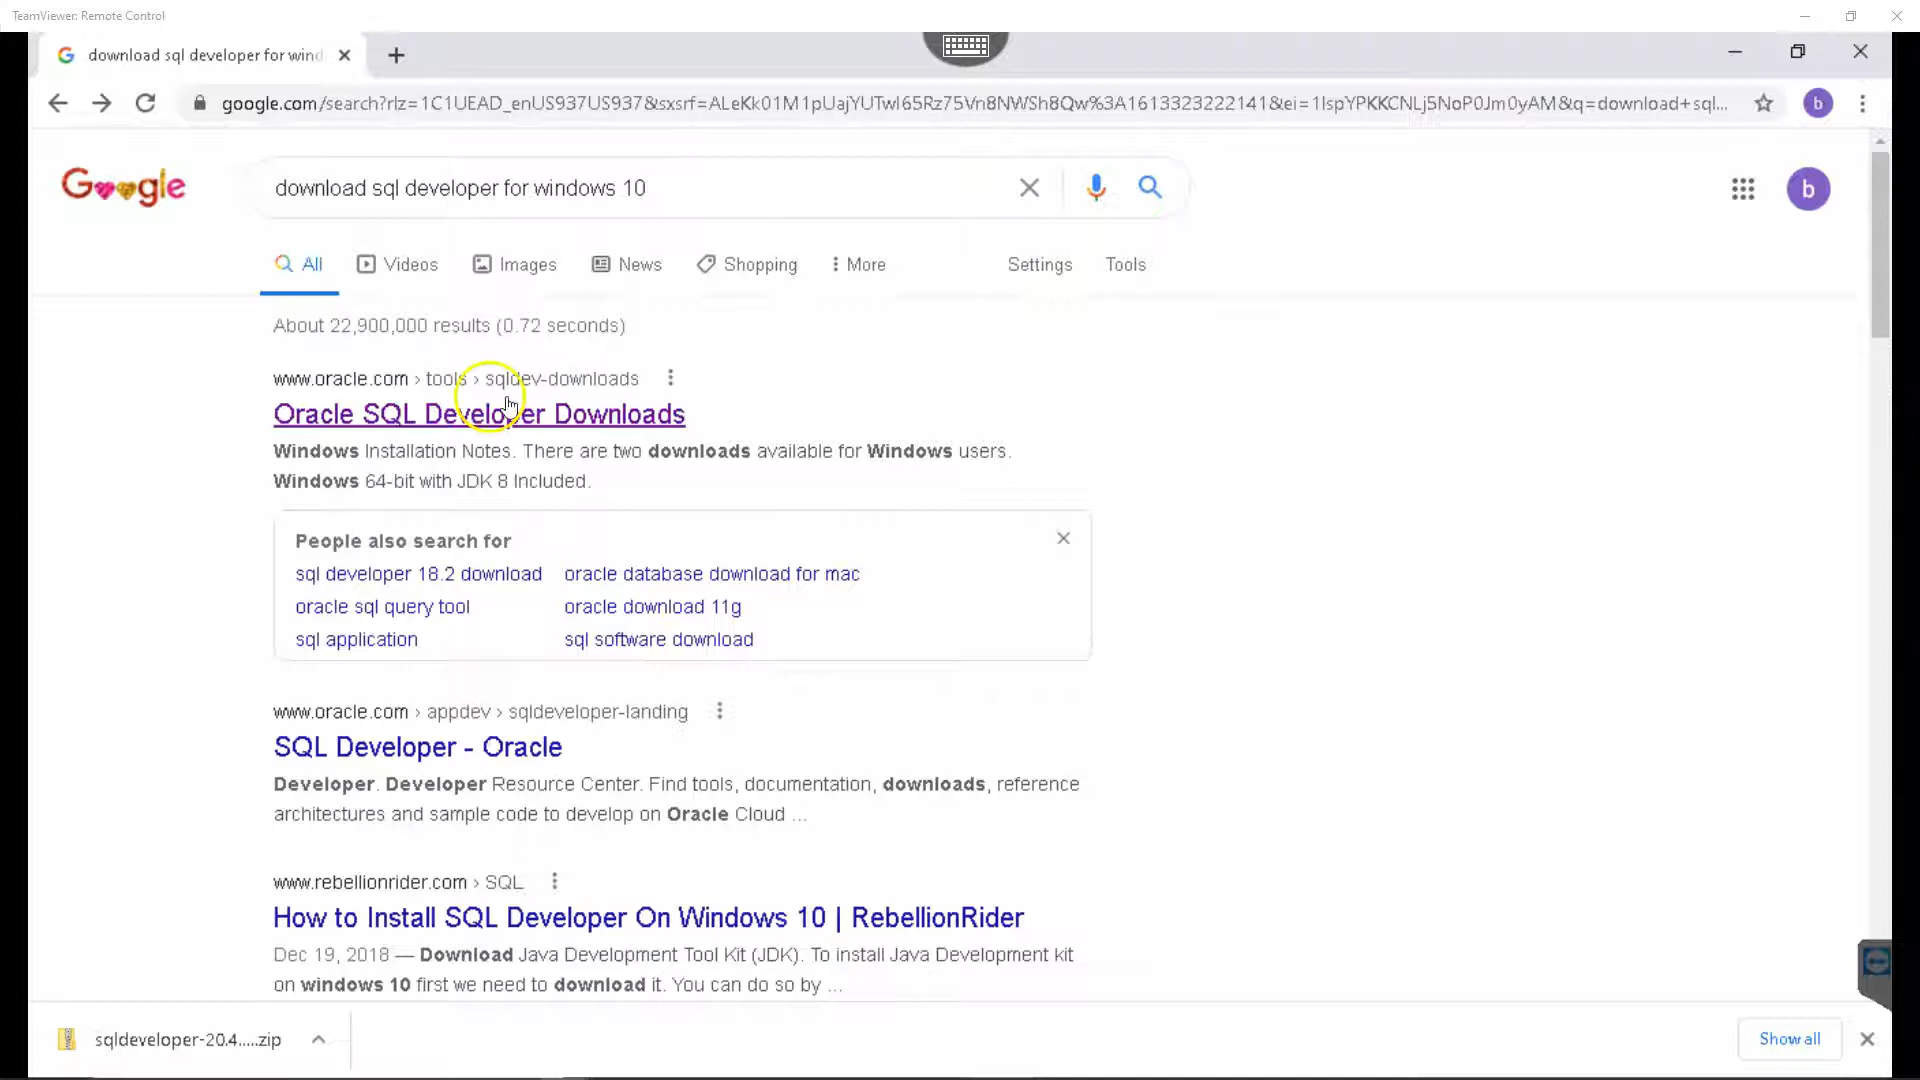 TeamViewer: Remote Control
download sql developer for wind
google.com/search?rlz=1C1UEAD_enUS937US937&sxsrf=ALeKk01M1pUajYUTwI65Rz75Vn8NWSh8Qw%3A1613323222141&ei=1lspYPKKCNLj5NoP0Jm0yAM&q=download+sql...
b
Google
download sql developer for windows 10
b
All
Videos
Images
News
Shopping
More
Settings
Tools
About 22,900,000 results (0.72 seconds)
www.oracle.com › tools › sqldev-downloads
Oracle SQL Developer Downloads
Windows Installation Notes. There are two downloads available for Windows users.
Windows 64-bit with JDK 8 Included.
People also search for
sql developer 18.2 download
oracle database download for mac
oracle sql query tool
oracle download 11g
sql application
sql software download
www.oracle.com › appdev › sqldeveloper-landing
SQL Developer - Oracle
Developer. Developer Resource Center. Find tools, documentation, downloads, reference
architectures and sample code to develop on Oracle Cloud ...
www.rebellionrider.com › SQL
How to Install SQL Developer On Windows 10 | RebellionRider
Dec 19, 2018 — Download Java Development Tool Kit (JDK). To install Java Development kit
on windows 10 first we need to download it. You can do so by ...
sqldeveloper-20.4.....zip
Show all